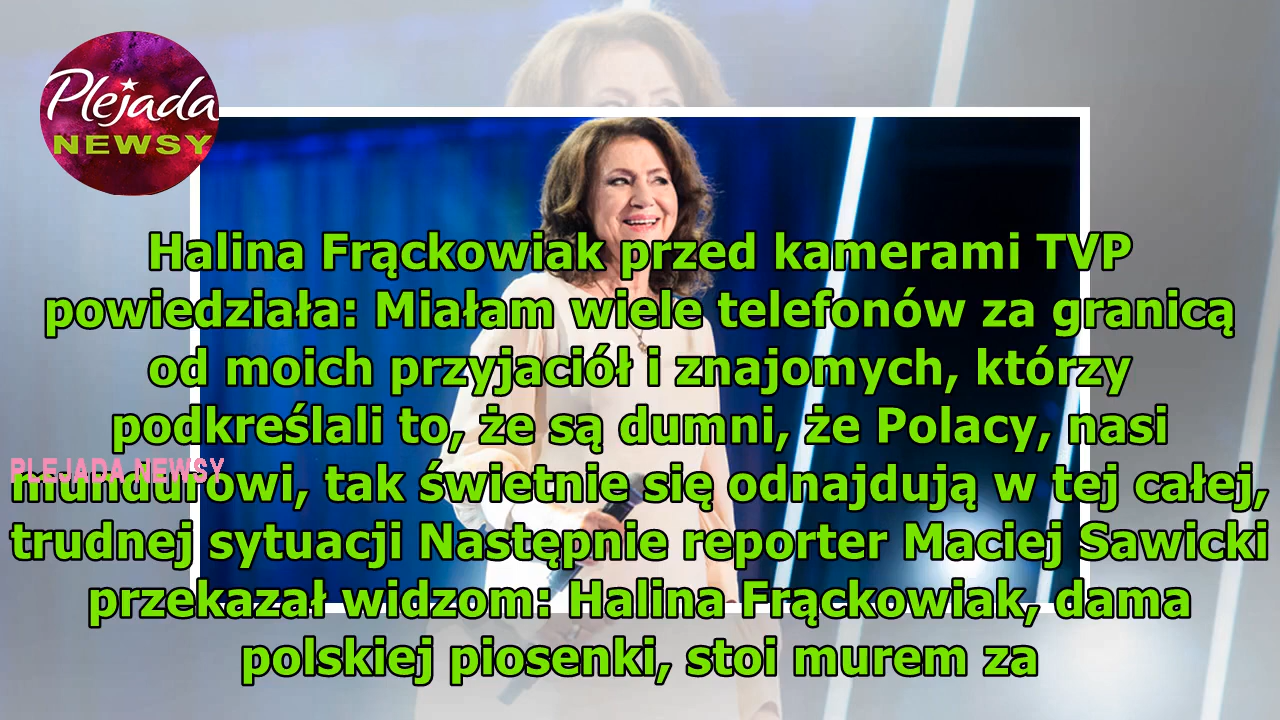 Plejada
NEWSY
Halina Frąckowiak przed kamerami TVP
powiedziała: Miałam wiele telefonów za granicą
od moich przyjaciół i znajomych, którzy
podkreślali to, że są dumni, że Polacy, nasi
PLEJADA NEWSY
mundurowi, tak świetnie się odnajdują w tej całej,
trudnej sytuacji Następnie reporter Maciej Sawicki
przekazał widzom: Halina Frąckowiak, dama
polskiej piosenki, stoi murem za